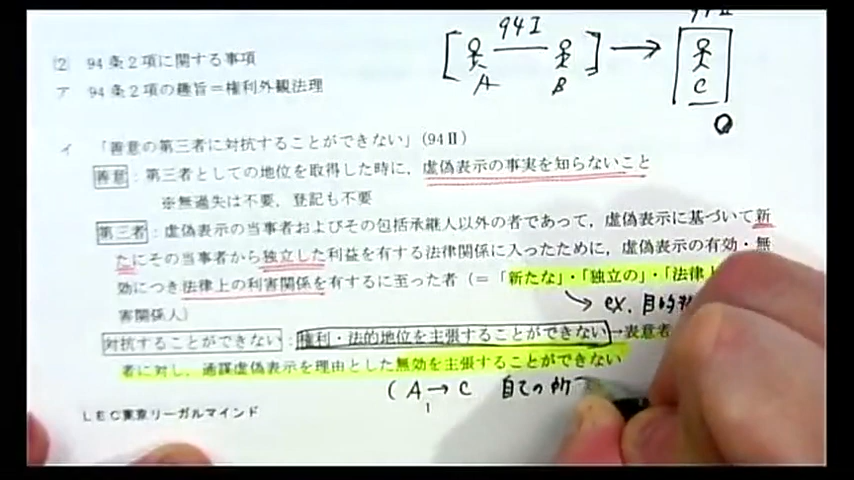 94Ⅰ
94Ⅱ
A
B
C
(2) 94条2項に関する事項
ア 94条2項の趣旨＝権利外観法理
イ 「善意の第三者に対抗することができない」(94Ⅱ)
善意：第三者としての地位を取得した時に，虚偽表示の事実を知らないこと
※無過失は不要，登記も不要
第三者：虚偽表示の当事者およびその包括承継人以外の者であって，虚偽表示に基づいて新
たにその当事者から独立した利益を有する法律関係に入ったために，虚偽表示の有効・無
効につき法律上の利害関係を有するに至った者（＝「新たな」・「独立の」・「法律上
→ ex. 目的
害関係人）
対抗することができない：権利・法的地位を主張することができない→表意者
者に対し，通謀虚偽表示を理由とした無効を主張することができない
( A → C 自己の所
LEC東京リーガルマインド